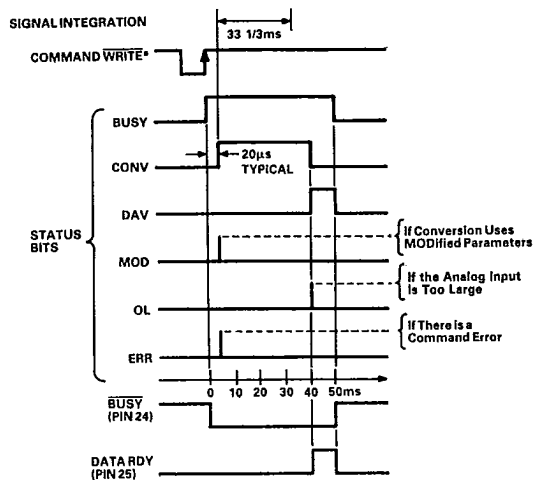 SIGNAL INTEGRATION
33 1/3ms
COMMAND WRITE*
BUSY
CONV
20μs
TYPICAL
DAV
STATUS
BITS
MOD
If Conversion Uses
MODified Parameters
OL
If the Analog Input
is Too Large
ERR
If There is a
Command Error
0 10 20 30 40 50ms
BUSY
(PIN 24)
DATA RDY
(PIN 25)